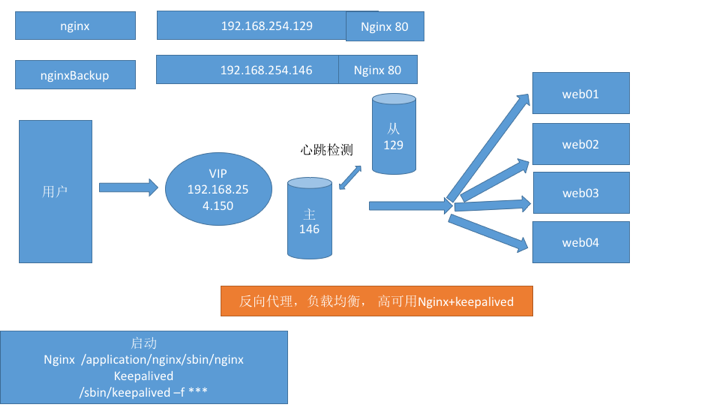 nginx
192.168.254.129
Nginx 80
nginxBackup
192.168.254.146
Nginx 80
用户
VIP
192.168.25
4.150
心跳检测
从
129
主
146
web01
web02
web03
web04
反向代理，负载均衡， 高可用Nginx+keepalived
启动
Nginx /application/nginx/sbin/nginx
Keepalived
/sbin/keepalived –f ***